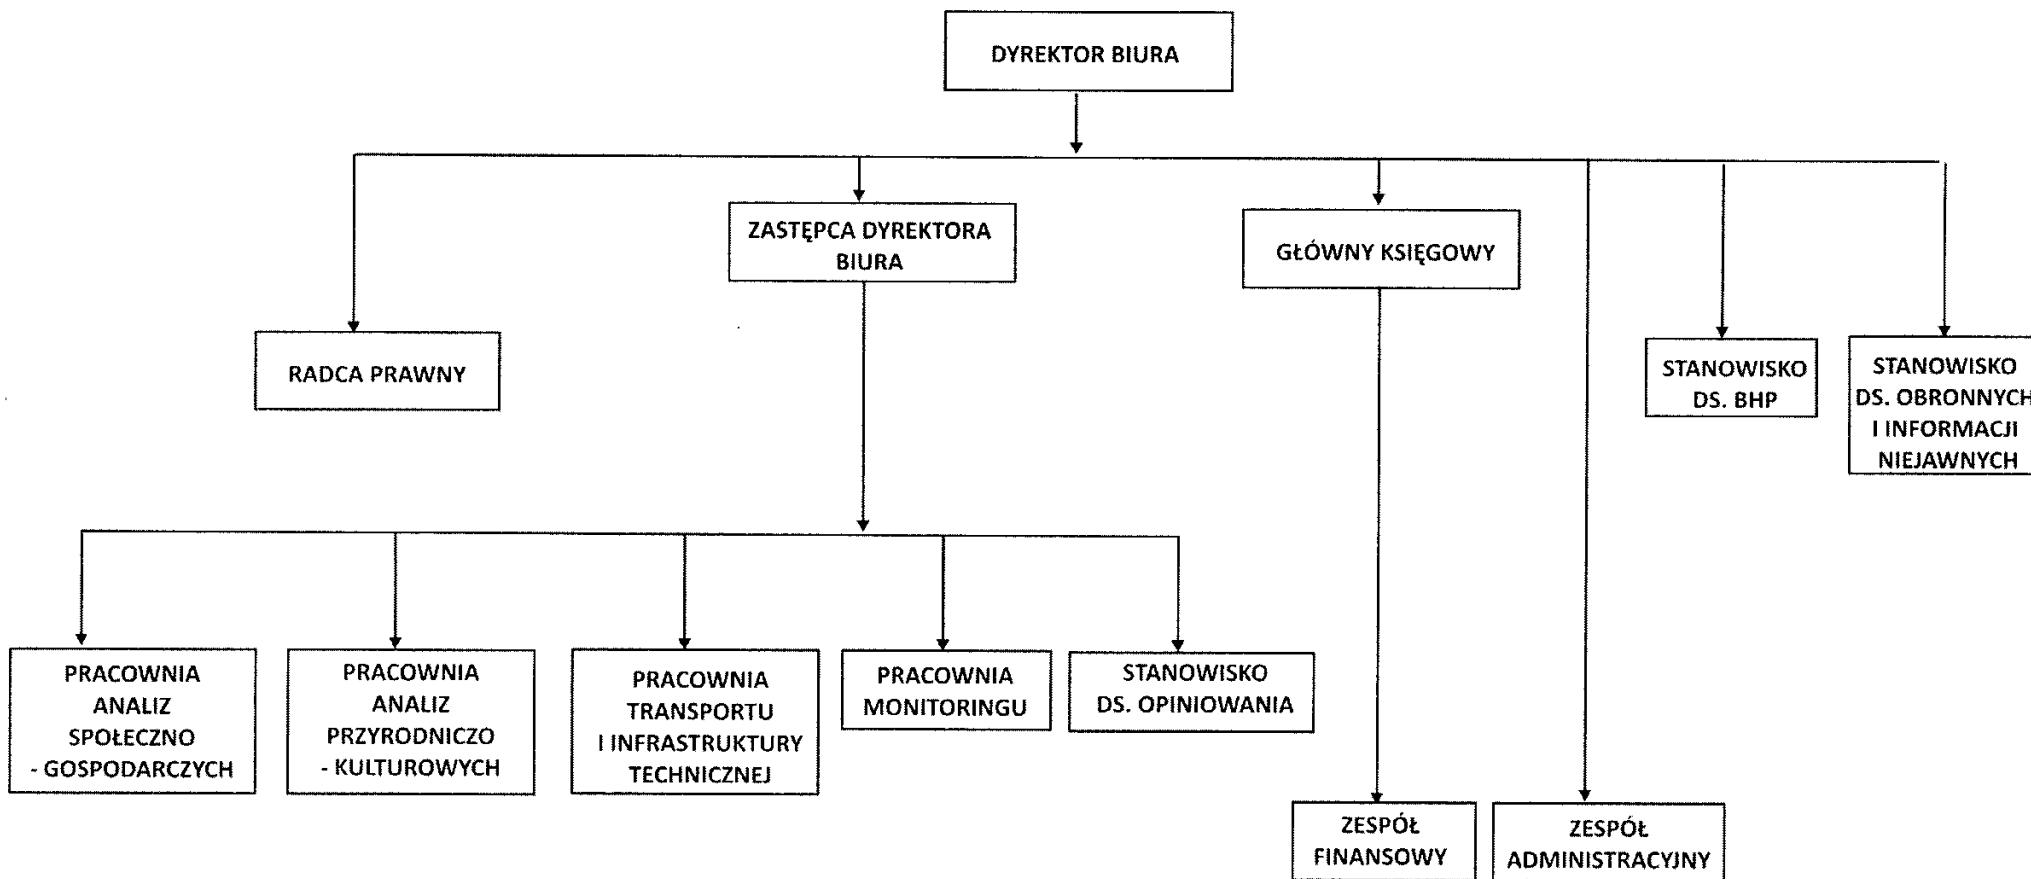 DYREKTOR BIURA
ZASTĘPCA DYREKTORA
BIURA
GŁÓWNY KSIĘGOWY
RADCA PRAWNY
STANOWISKO
DS. BHP
STANOWISKO
DS. OBRONNYCH
I INFORMACJI
NIEJAWNYCH
PRACOWNIA
ANALIZ
SPOŁECZNO
- GOSPODARCZYCH
PRACOWNIA
ANALIZ
PRZYRODNICZO
- KULTUROWYCH
PRACOWNIA
TRANSPORTU
I INFRASTRUKTURY
TECHNICZNEJ
PRACOWNIA
MONITORINGU
STANOWISKO
DS. OPINIOWANIA
ZESPÓŁ
FINANSOWY
ZESPÓŁ
ADMINISTRACYJNY